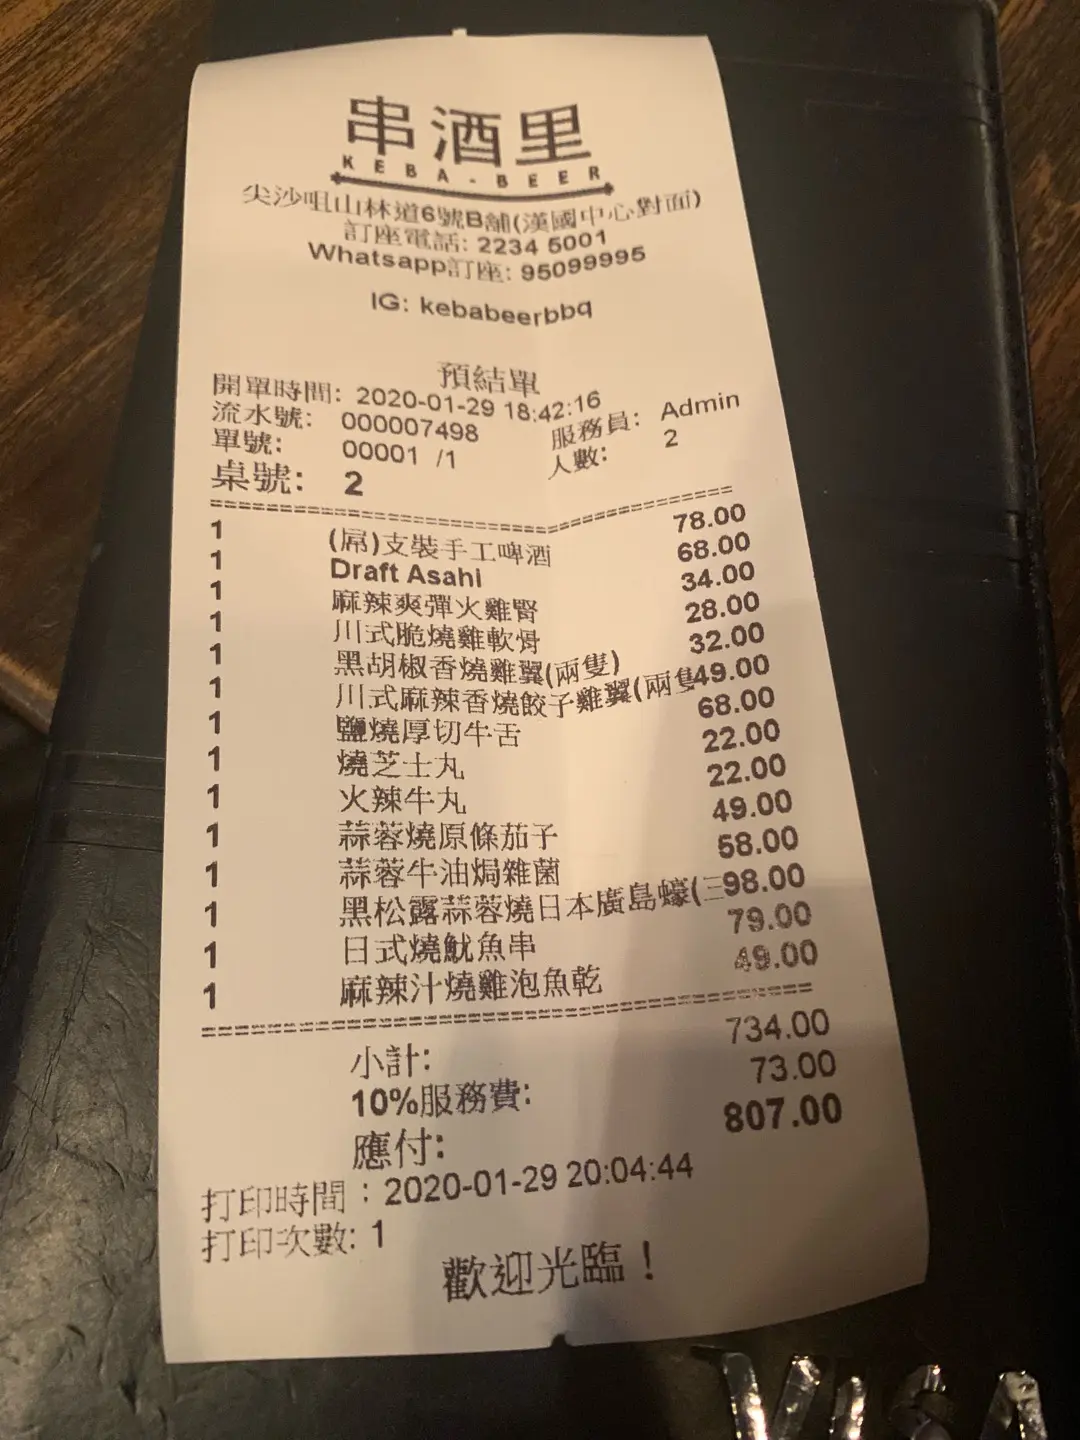 串酒里
KEBA-BEER
尖沙咀山林道6號B舖(漢國中心對面)
訂座電話: 2234 5001
Whatsapp訂座: 95099995
IG: kebabeerbbq
預結單
開單時間: 2020-01-29 18:42:16
流水號: 000007498 服務員: Admin
單號: 00001 /1 人數: 2
桌號: 2
1 (屌)支裝手工啤酒 78.00
1 Draft Asahi 68.00
1 麻辣爽彈火雞腎 34.00
1 川式脆燒雞軟骨 28.00
1 黑胡椒香燒雞翼(兩隻) 32.00
1 川式麻辣香燒餃子雞翼(兩隻 49.00
1 鹽燒厚切牛舌 68.00
1 燒芝士丸 22.00
1 火辣牛丸 22.00
1 蒜蓉燒原條茄子 49.00
1 蒜蓉牛油焗雜菌 58.00
1 黑松露蒜蓉燒日本廣島蠔(三 98.00
1 日式燒魷魚串 79.00
1 麻辣汁燒雞泡魚乾 49.00
小計: 734.00
10%服務費: 73.00
應付: 807.00
打印時間：2020-01-29 20:04:44
打印次數: 1
歡迎光臨！
VISA